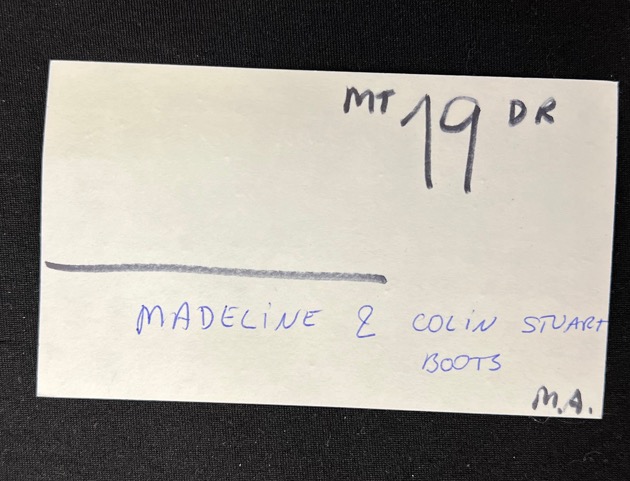 MT 19 DR
MADELINE & COLIN STUART
BOOTS
M.A.